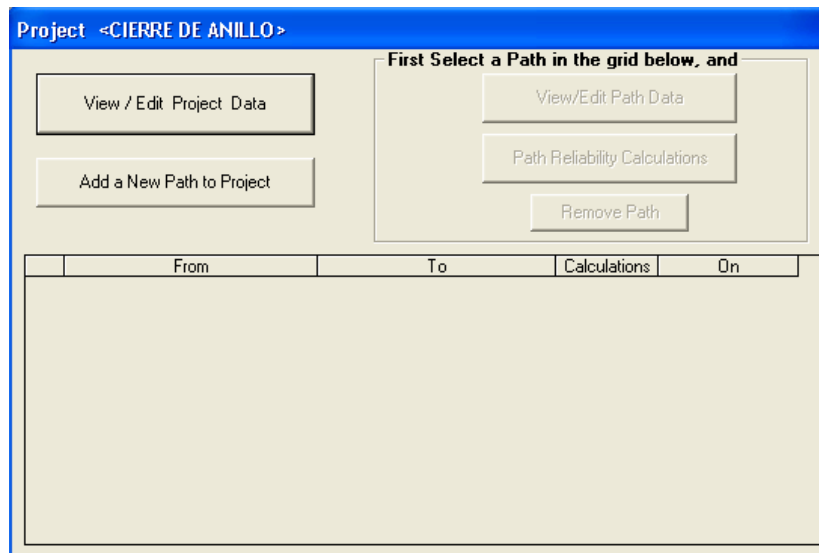 Project <CIERRE DE ANILLO>
First Select a Path in the grid below, and
View / Edit Project Data
View/Edit Path Data
Path Reliability Calculations
Add a New Path to Project
Remove Path
From To Calculations On